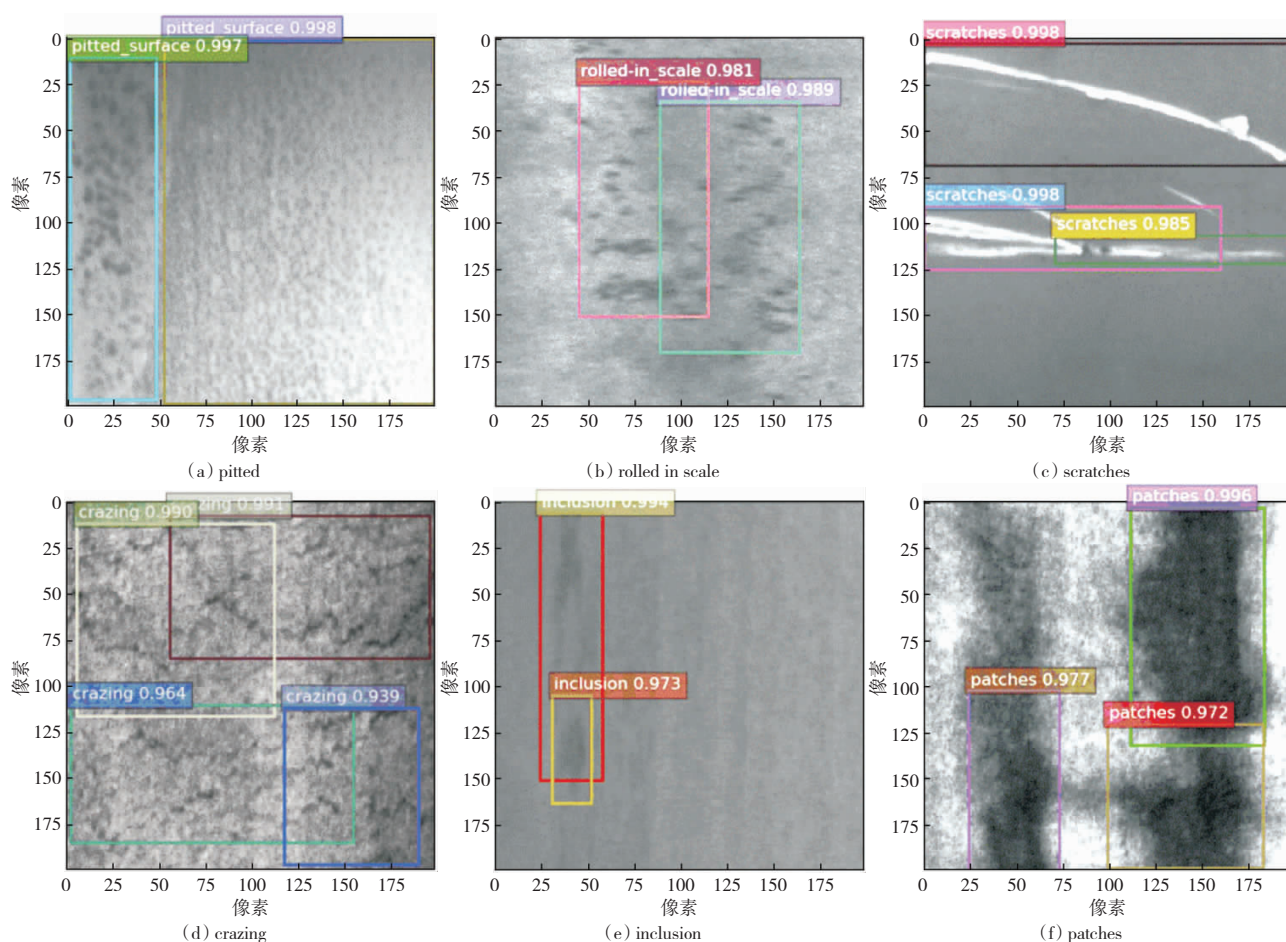 pitted_surface 0.998
pitted_surface 0.997
0
25
50
75
100
125
150
175
像素
0 25 50 75 100 125 150 175
像素
(a) pitted
rolled-in_scale 0.981
rolled-in_scale 0.989
0
25
50
75
100
125
150
175
像素
0 25 50 75 100 125 150 175
像素
(b) rolled in scale
scratches 0.998
scratches 0.998
scratches 0.985
0
25
50
75
100
125
150
175
像素
0 25 50 75 100 125 150 175
像素
(c) scratches
crazing 0.991
crazing 0.990
crazing 0.964
crazing 0.939
0
25
50
75
100
125
150
175
像素
0 25 50 75 100 125 150 175
像素
(d) crazing
inclusion 0.994
inclusion 0.973
0
25
50
75
100
125
150
175
像素
0 25 50 75 100 125 150 175
像素
(e) inclusion
patches 0.996
patches 0.977
patches 0.972
0
25
50
75
100
125
150
175
像素
0 25 50 75 100 125 150 175
像素
(f) patches